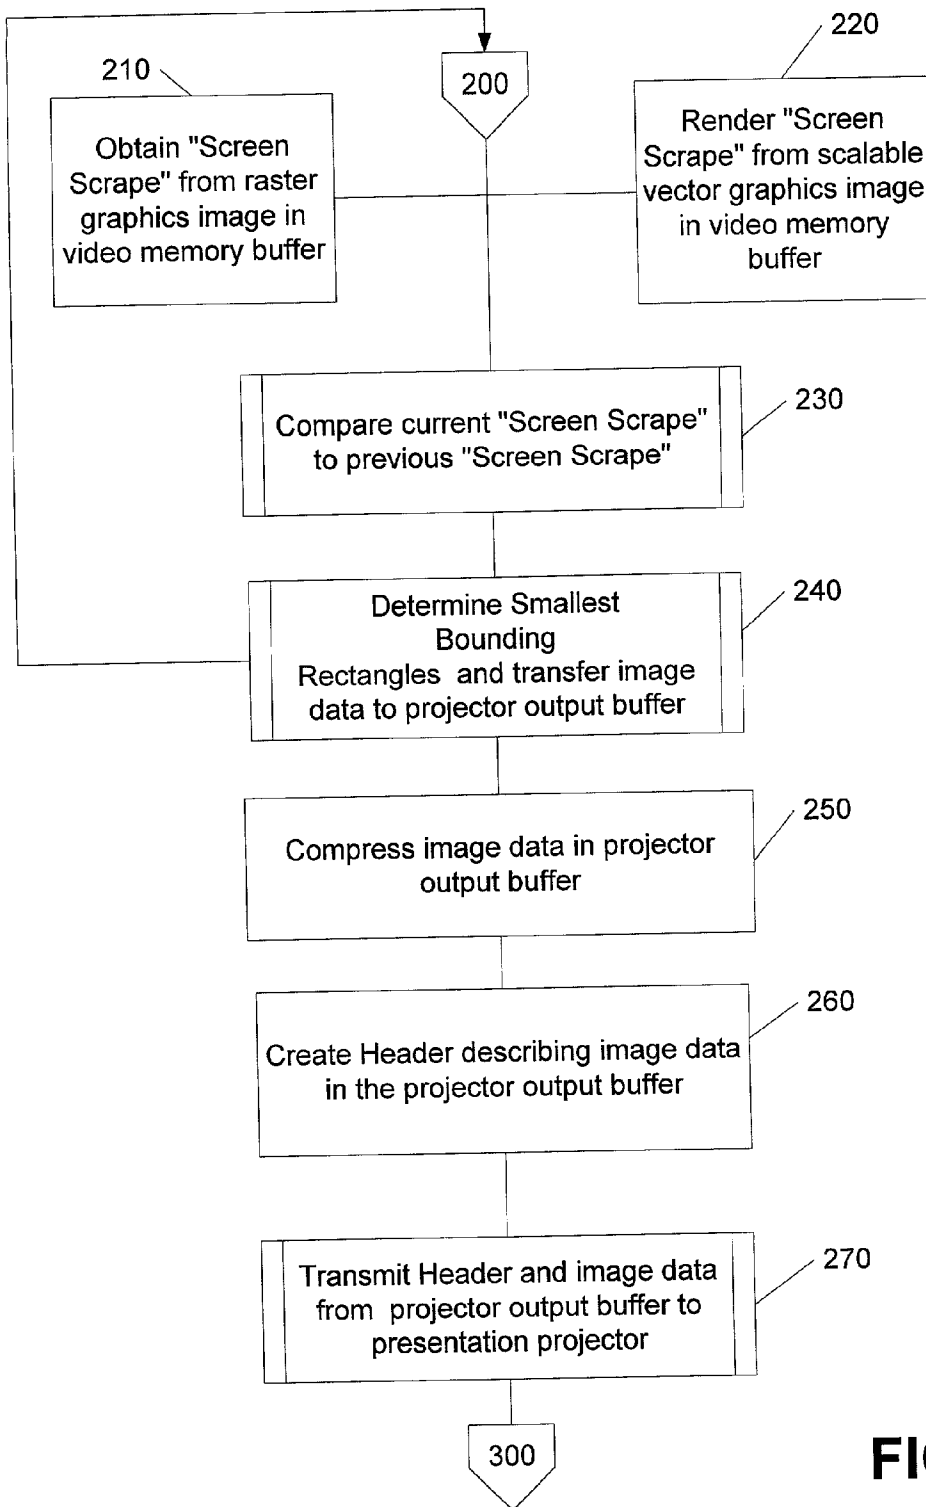 220
210
200
Obtain "Screen
Scrape" from raster
graphics image in
video memory buffer
Render "Screen
Scrape" from scalable
vector graphics image
in video memory
buffer
230
Compare current "Screen Scrape"
to previous "Screen Scrape"
240
Determine Smallest
Bounding
Rectangles and transfer image
data to projector output buffer
250
Compress image data in projector
output buffer
260
Create Header describing image data
in the projector output buffer
270
Transmit Header and image data
from projector output buffer to
presentation projector
300